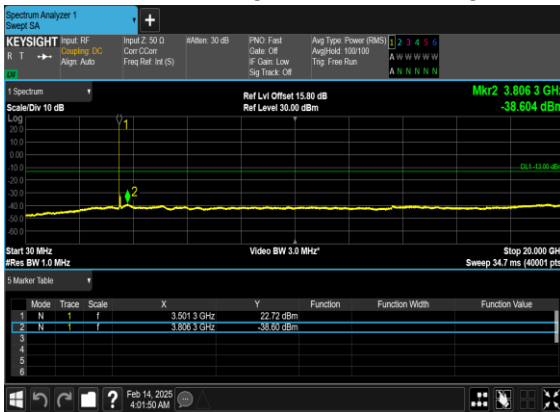 Spectrum Analyzer 1
Swept SA
+
KEYSIGHT Input: RF Input Z: 50 Ω #Atten: 30 dB PNO: Fast Avg Type: Power (RMS) 1 2 3 4 5 6
R T Coupling: DC Corr CCorr Gate: Off Avg|Hold: 100/100 A W W W W W
Align: Auto Freq Ref: Int (S) IF Gain: Low Trig: Free Run A N N N N N
Sig Track: Off
1 Spectrum Ref Lvl Offset 15.80 dB Mkr2 3.806 3 GHz
Scale/Div 10 dB Ref Level 30.00 dBm -38.604 dBm
Log
20.0
10.0
0.00
-10.0
-20.0
-30.0
-40.0
-50.0
-60.0
1
2
DL1 -13.00 dBm
Start 30 MHz Video BW 3.0 MHz* Stop 20.000 GH
#Res BW 1.0 MHz Sweep 34.7 ms (40001 pts
5 Marker Table
Mode Trace Scale X Y Function Function Width Function Value
1 N 1 f 3.501 3 GHz 22.72 dBm
2 N 1 f 3.806 3 GHz -38.60 dBm
3
4
5
6
? Feb 14, 2025
4:01:50 AM